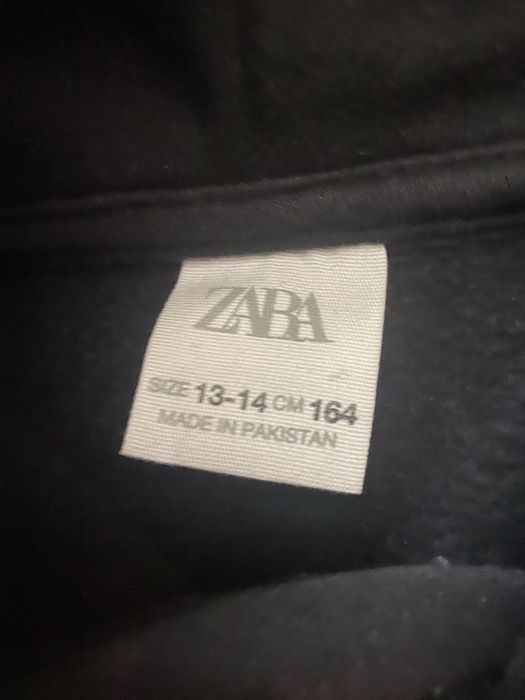 ZARA
SIZE 13-14 CM 164
MADE IN PAKISTAN